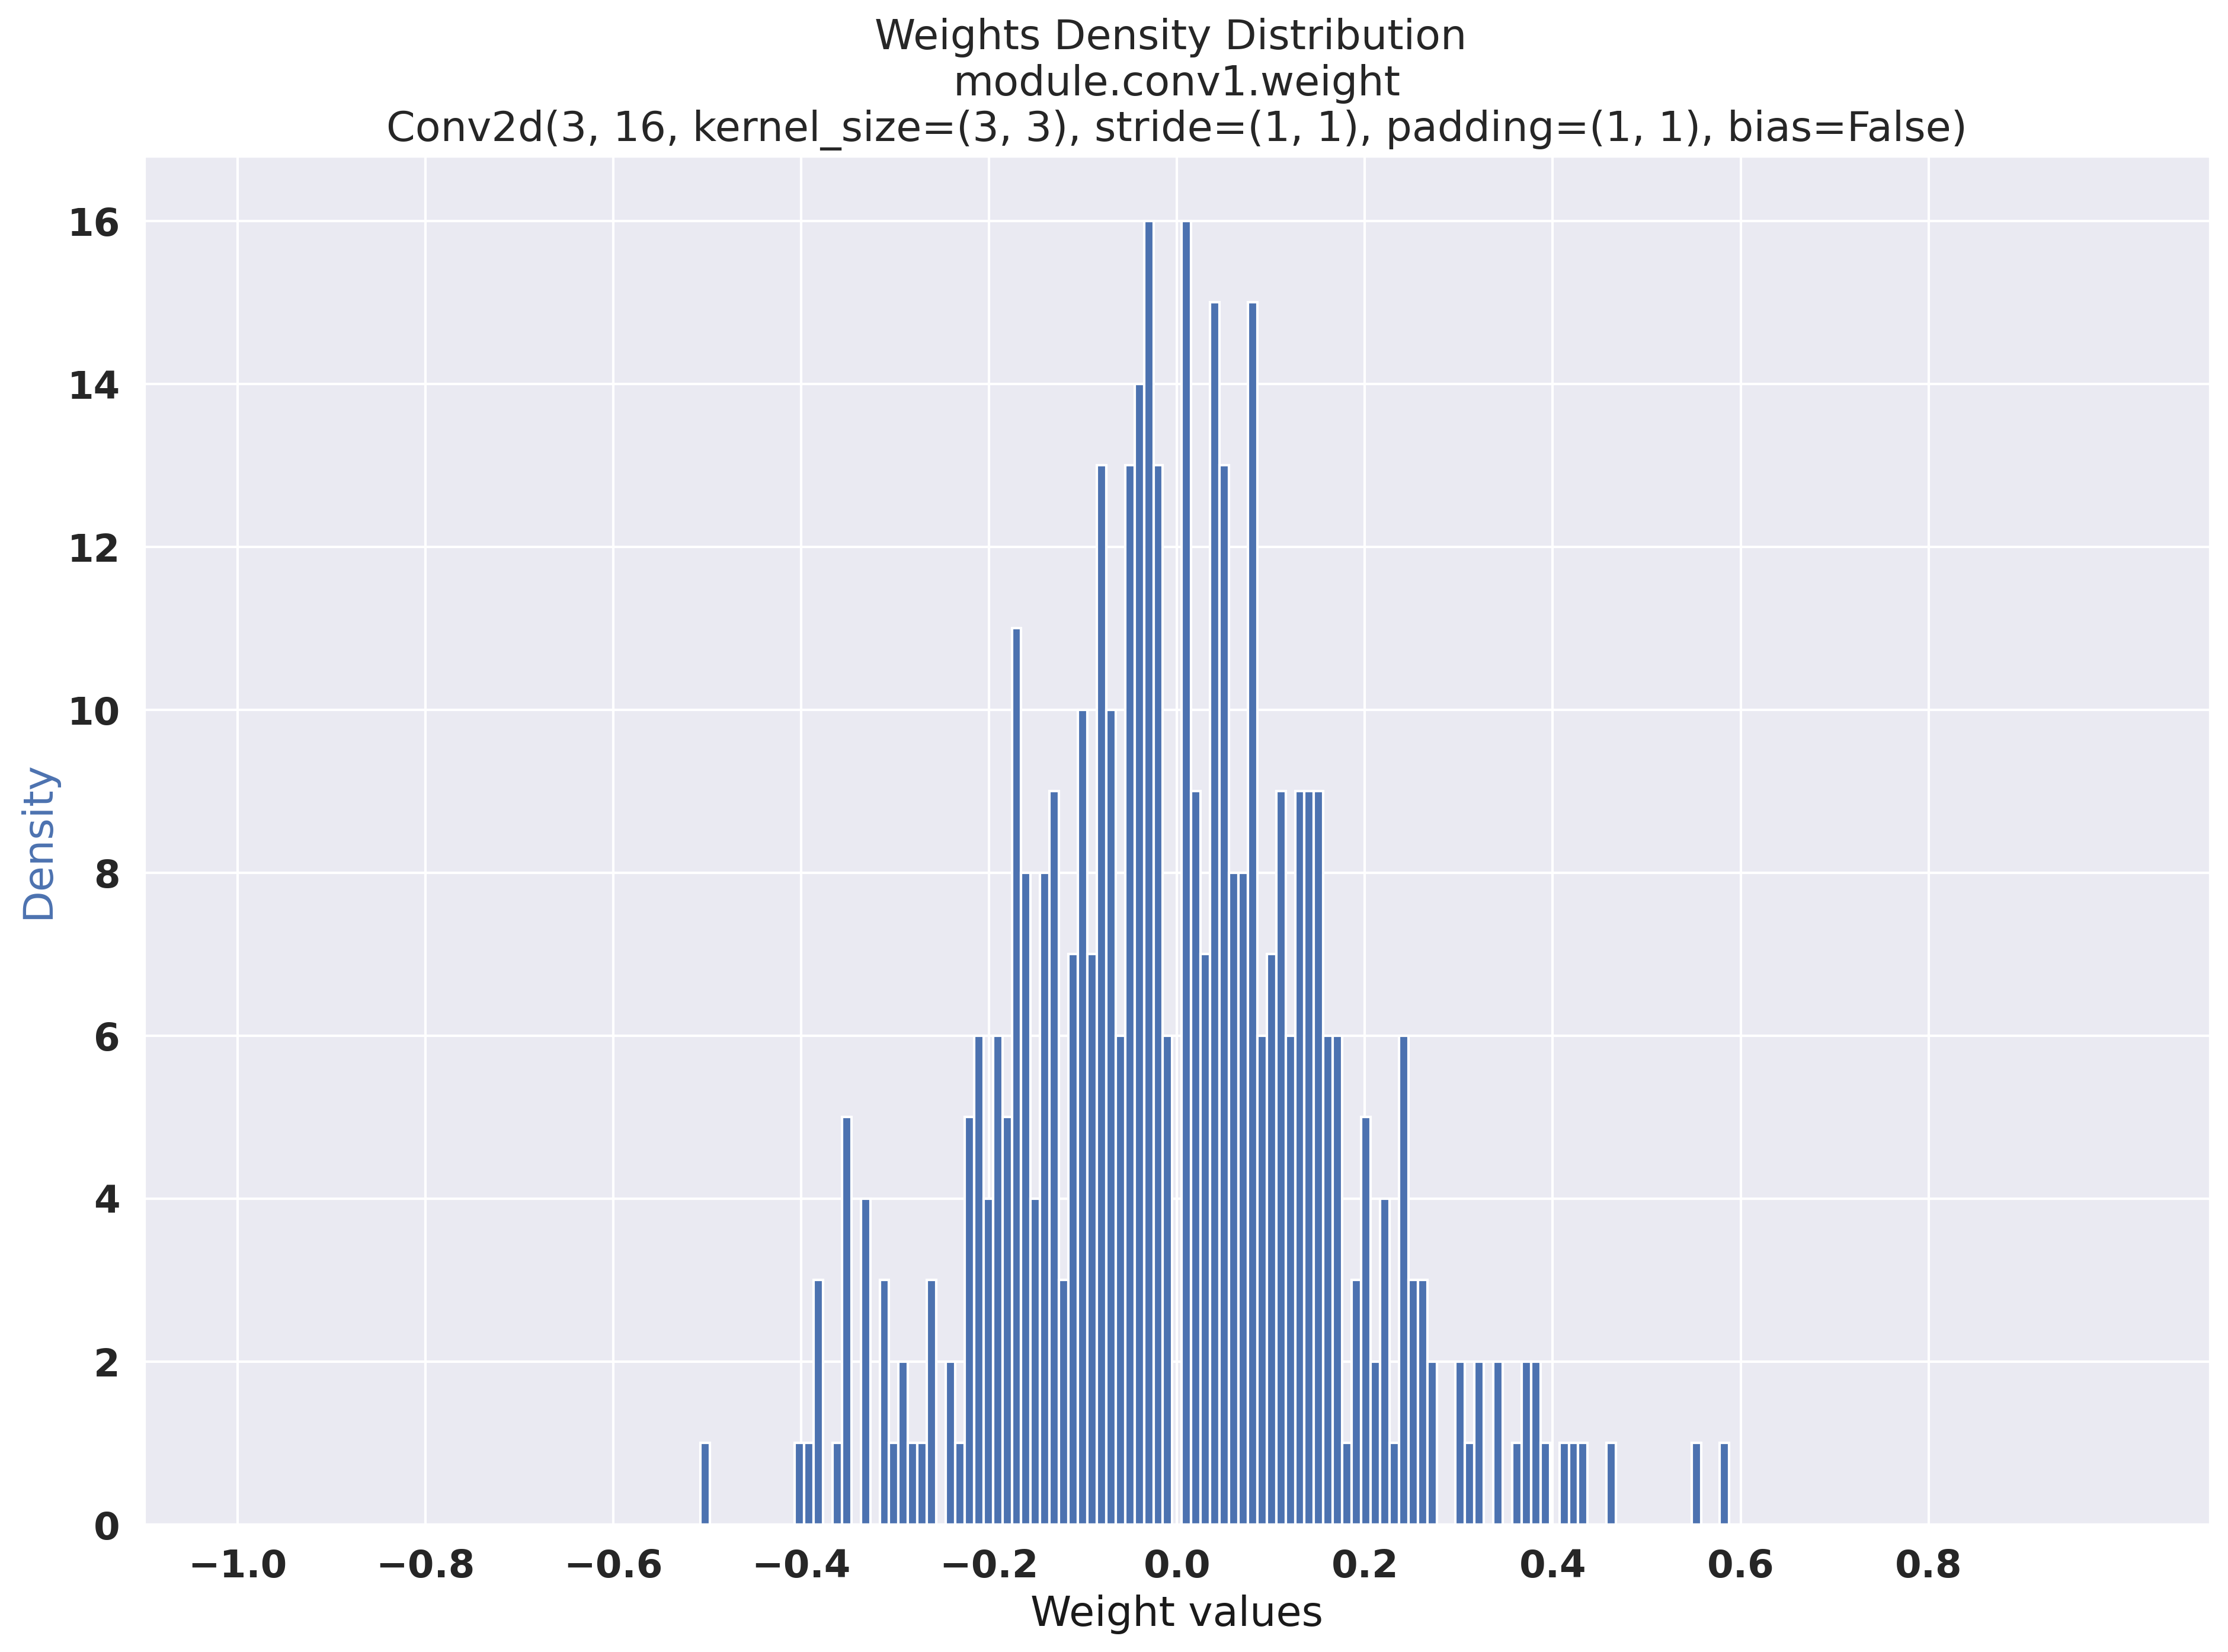 Weights Density Distribution
module.conv1.weight
Conv2d(3, 16, kernel_size=(3, 3), stride=(1, 1), padding=(1, 1), bias=False)
16
14
12
10
8
6
4
2
0
Density
−1.0 −0.8 −0.6 −0.4 −0.2 0.0 0.2 0.4 0.6 0.8
Weight values